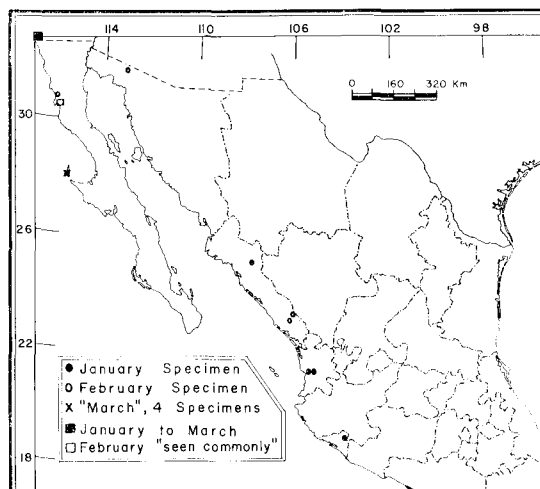 114 110 106 102 98
0 160 320 Km
30
26
22
18
January Specimen
February Specimen
"March", 4 Specimens
January to March
February "seen commonly"